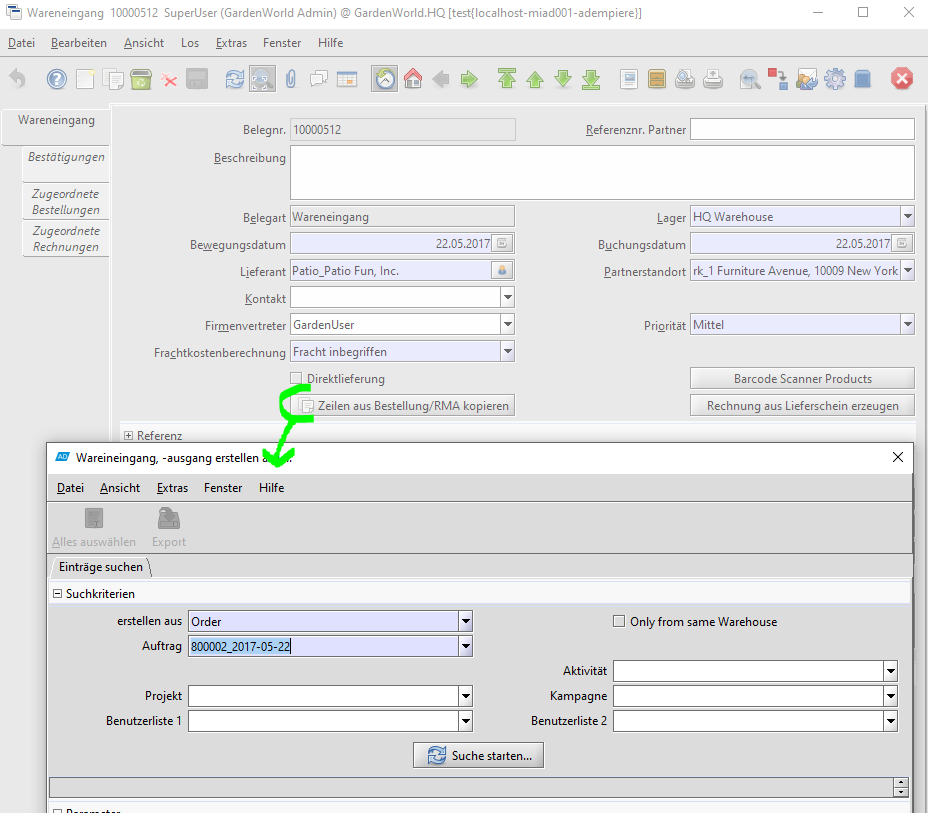 Wareneingang 10000512 SuperUser (GardenWorld Admin) @ GardenWorld.HQ [test{localhost-miad001-adempiere}]
Datei Bearbeiten Ansicht Los Extras Fenster Hilfe
Wareneingang
Bestätigungen
Zugeordnete
Bestellungen
Zugeordnete
Rechnungen
Belegnr. 10000512 Referenznr. Partner
Beschreibung
Belegart Wareneingang Lager HQ Warehouse
Bewegungsdatum 22.05.2017 Buchungsdatum 22.05.2017
Lieferant Patio_Patio Fun, Inc. Partnerstandort rk_1 Furniture Avenue, 10009 New York
Kontakt
Firmenvertreter GardenUser Priorität Mittel
Frachtkostenberechnung Fracht inbegriffen
Direktlieferung Barcode Scanner Products
Zeilen aus Bestellung/RMA kopieren Rechnung aus Lieferschein erzeugen
Referenz
Wareineingang, -ausgang erstellen
Datei Ansicht Extras Fenster Hilfe
Alles auswählen Export
Einträge suchen
Suchkriterien
erstellen aus Order Only from same Warehouse
Auftrag 800002_2017-05-22
Aktivität
Projekt Kampagne
Benutzerliste 1 Benutzerliste 2
Suche starten...